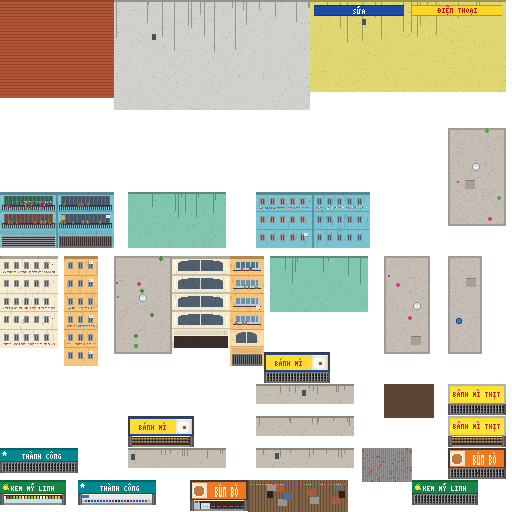 SỮA
ĐIỆN THOẠI
BÁNH MÌ
BÁNH MÌ THỊT
BÁNH MÌ
BÁNH MÌ THỊT
THÀNH CÔNG
BÚN BÒ
KEM MỸ LINH
THÀNH CÔNG
BÚN BÒ
KEM MỸ LINH